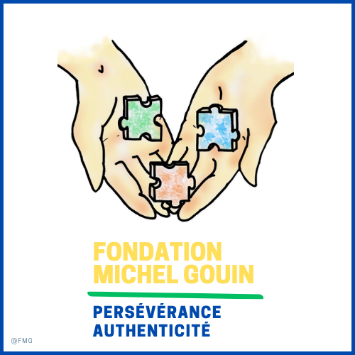 FONDATION
MICHEL GOUIN
PERSÉVÉRANCE
AUTHENTICITÉ
@FMG